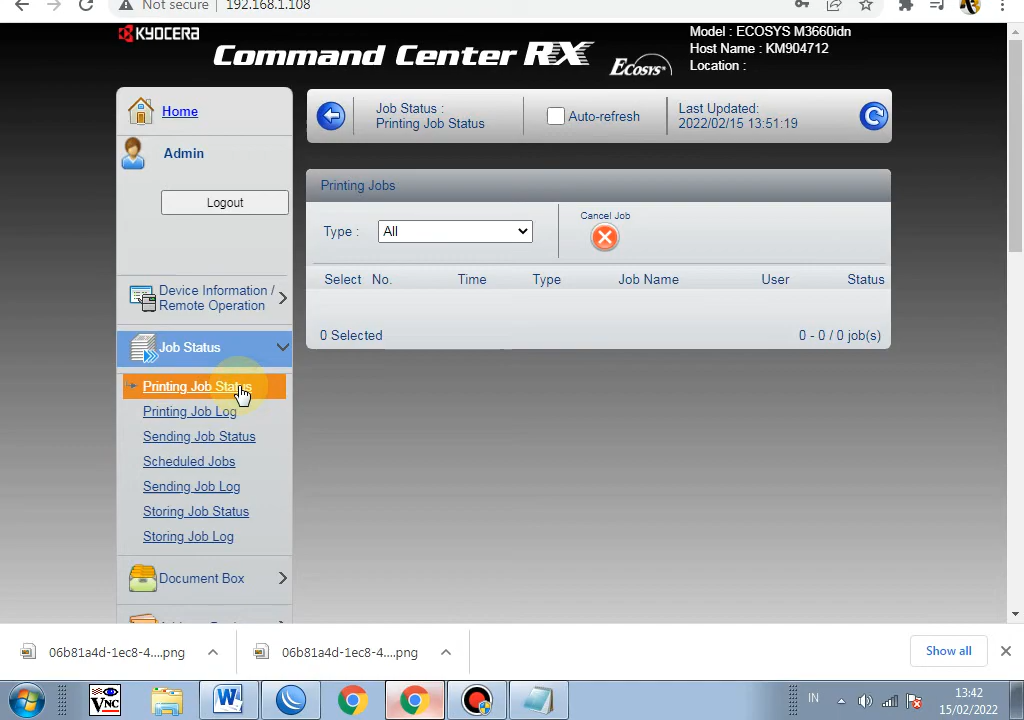 Not secure | 192.168.1.108
KYOCERA
Command Center RX
Ecosys
Model : ECOSYS M3660idn
Host Name : KM904712
Location :
Home
Admin
Logout
Device Information /
Remote Operation
Job Status
Printing Job Status
Printing Job Log
Sending Job Status
Scheduled Jobs
Sending Job Log
Storing Job Status
Storing Job Log
Document Box
Job Status :
Printing Job Status
Auto-refresh
Last Updated:
2022/02/15 13:51:19
Printing Jobs
Type :
All
Cancel Job
Select No. Time Type Job Name User Status
0 Selected
0 - 0 / 0 job(s)
06b81a4d-1ec8-4....png
06b81a4d-1ec8-4....png
Show all
VNC
W
IN
13:42
15/02/2022